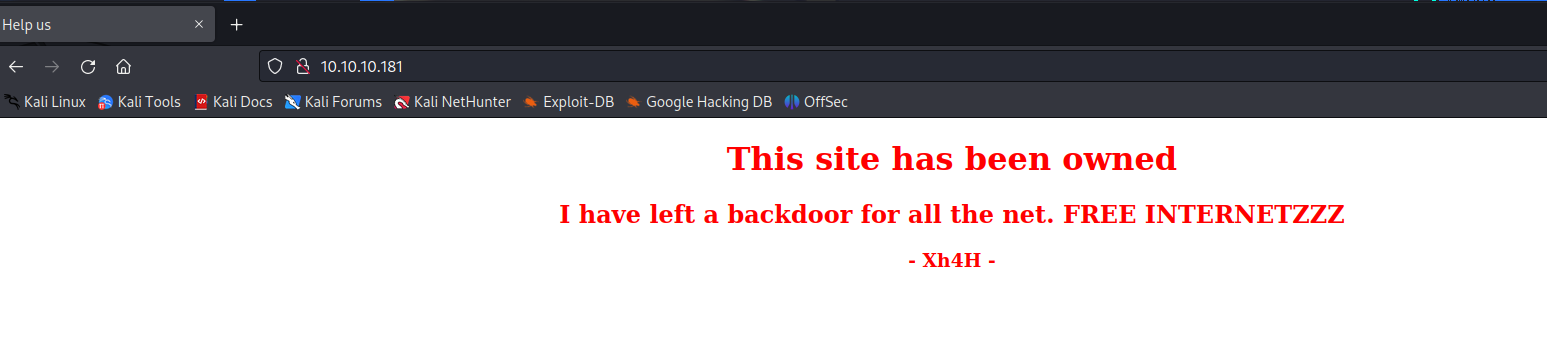 Help us
10.10.10.181
Kali Linux Kali Tools Kali Docs Kali Forums Kali NetHunter Exploit-DB Google Hacking DB OffSec
This site has been owned
I have left a backdoor for all the net. FREE INTERNETZZZ
- Xh4H -